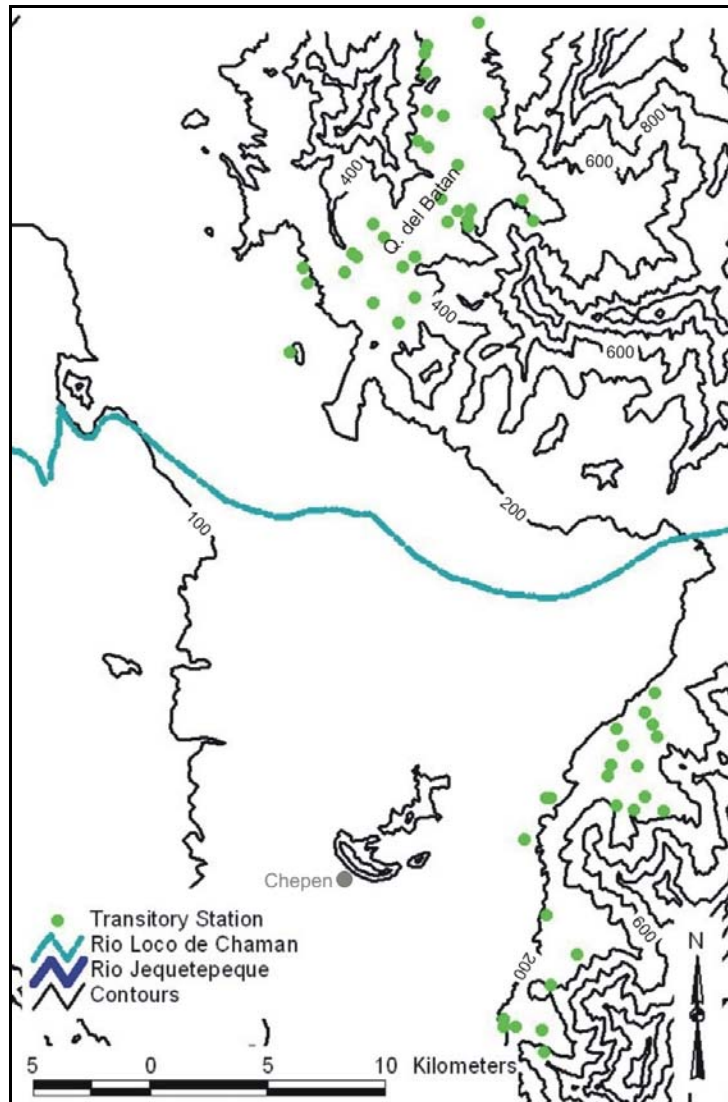 800
600
400
Q. del Batan
400
600
200
100
Chepen
Transitory Station
Rio Loco de Chaman
Rio Jequetepeque
Contours
600
200
N
5 0 5 10 Kilometers